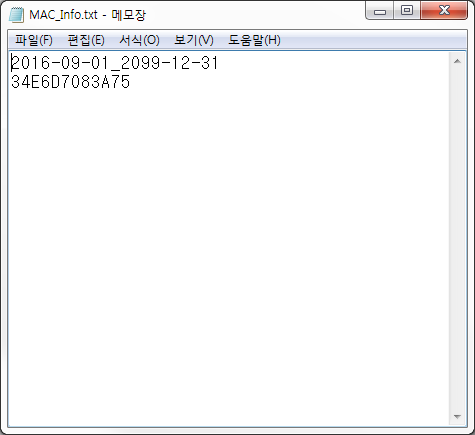 MAC_Info.txt - 메모장
파일(F) 편집(E) 서식(O) 보기(V) 도움말(H)
2016-09-01_2099-12-31
34E6D7083A75